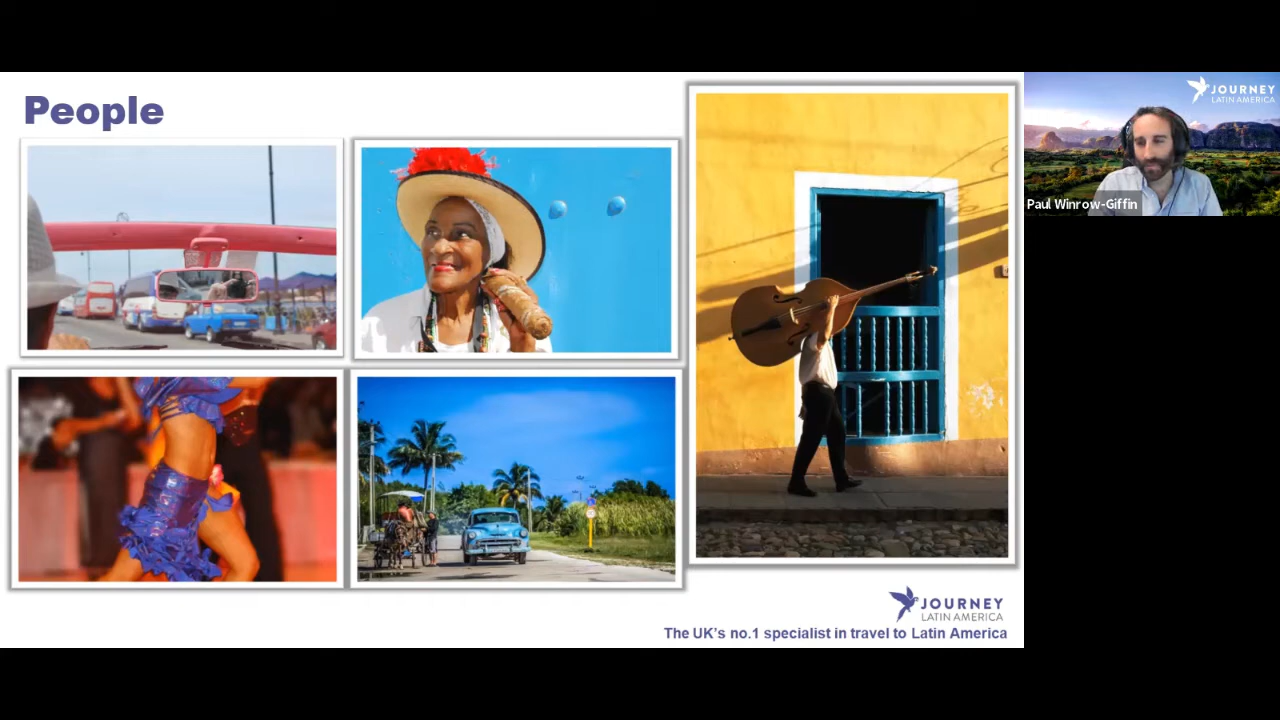 People
JOURNEY
LATIN AMERICA
The UK's no.1 specialist in travel to Latin America
JOURNEY
LATIN AMERICA
Paul Winrow-Giffin